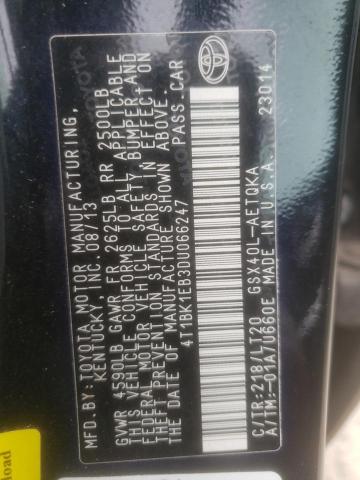 MFD.BY: TOYOTA MOTOR MANUFACTURING,
KENTUCKY, INC. 08/13
GVWR 4590LB GAWR FR 2625LB RR 2500LB
THIS VEHICLE CONFORMS TO ALL APPLICABLE
FEDERAL MOTOR VEHICLE SAFETY, BUMPER, AND
THEFT PREVENTION STANDARDS IN EFFECT ON
THE DATE OF MANUFACTURE SHOWN ABOVE.
4T1BK1EB3DU066247 PASS. CAR
C/TR: 218/LT20 GSX40L-AETQKA
A/TM:-01A/U660E MADE IN U.S.A. 23014
TOYOTA
load